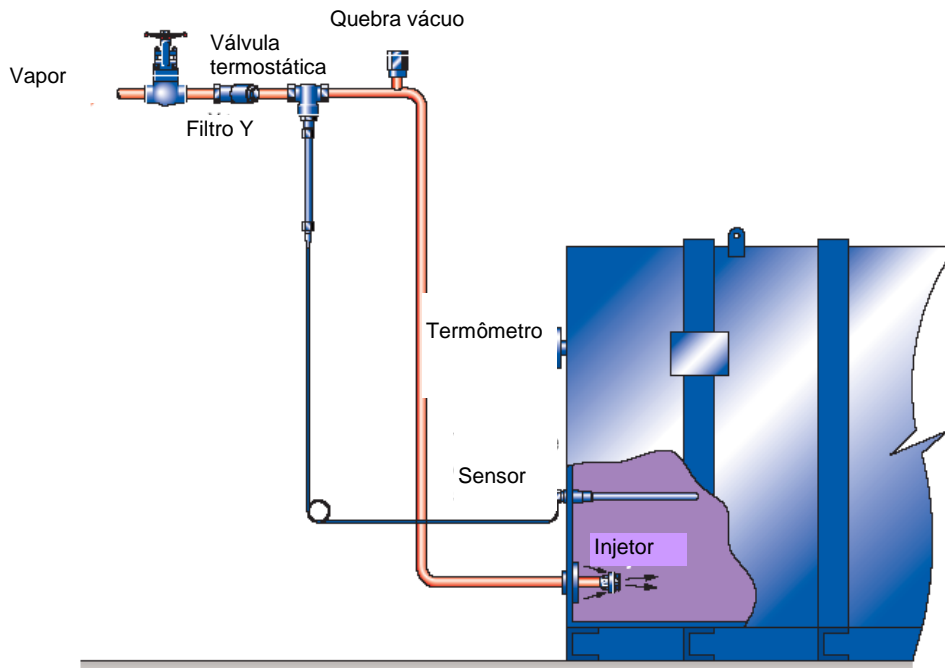 Quebra vácuo
Válvula
termostática
Vapor
Filtro Y
Termômetro
Sensor
Injetor